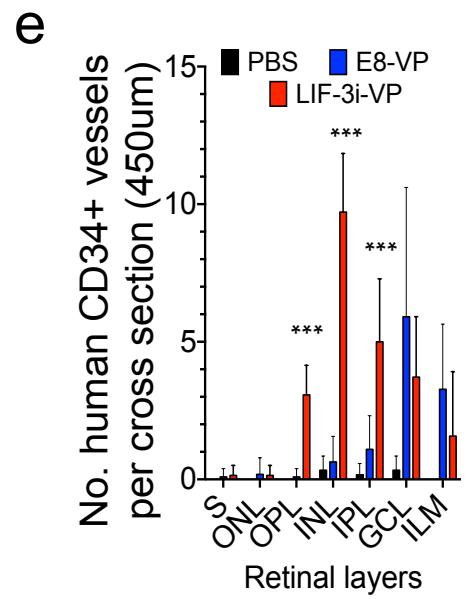 e
No. human CD34+ vessels
per cross section (450um)
PBS
E8-VP
LIF-3i-VP
15
10
5
0
***
***
***
S
ONL
OPL
INL
IPL
GCL
ILM
Retinal layers